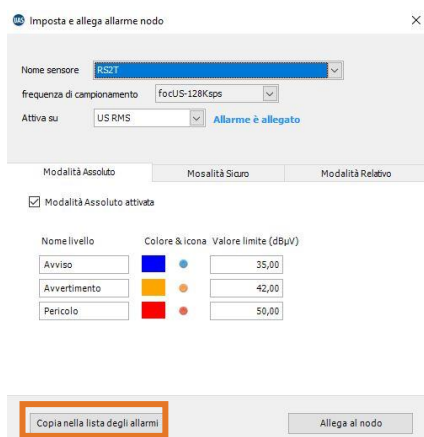 UAS Imposta e allega allarme nodo
Nome sensore RS2T
frequenza di campionamento focUS-128Ksps
Attiva su US RMS Allarme è allegato
Modalità Assoluto Mosalità Sicuro Modalità Relativo
Modalità Assoluto attivata
Nome livello Colore & icona Valore limite (dBµV)
Avviso 35,00
Avvertimento 42,00
Pericolo 50,00
Copia nella lista degli allarmi Allega al nodo